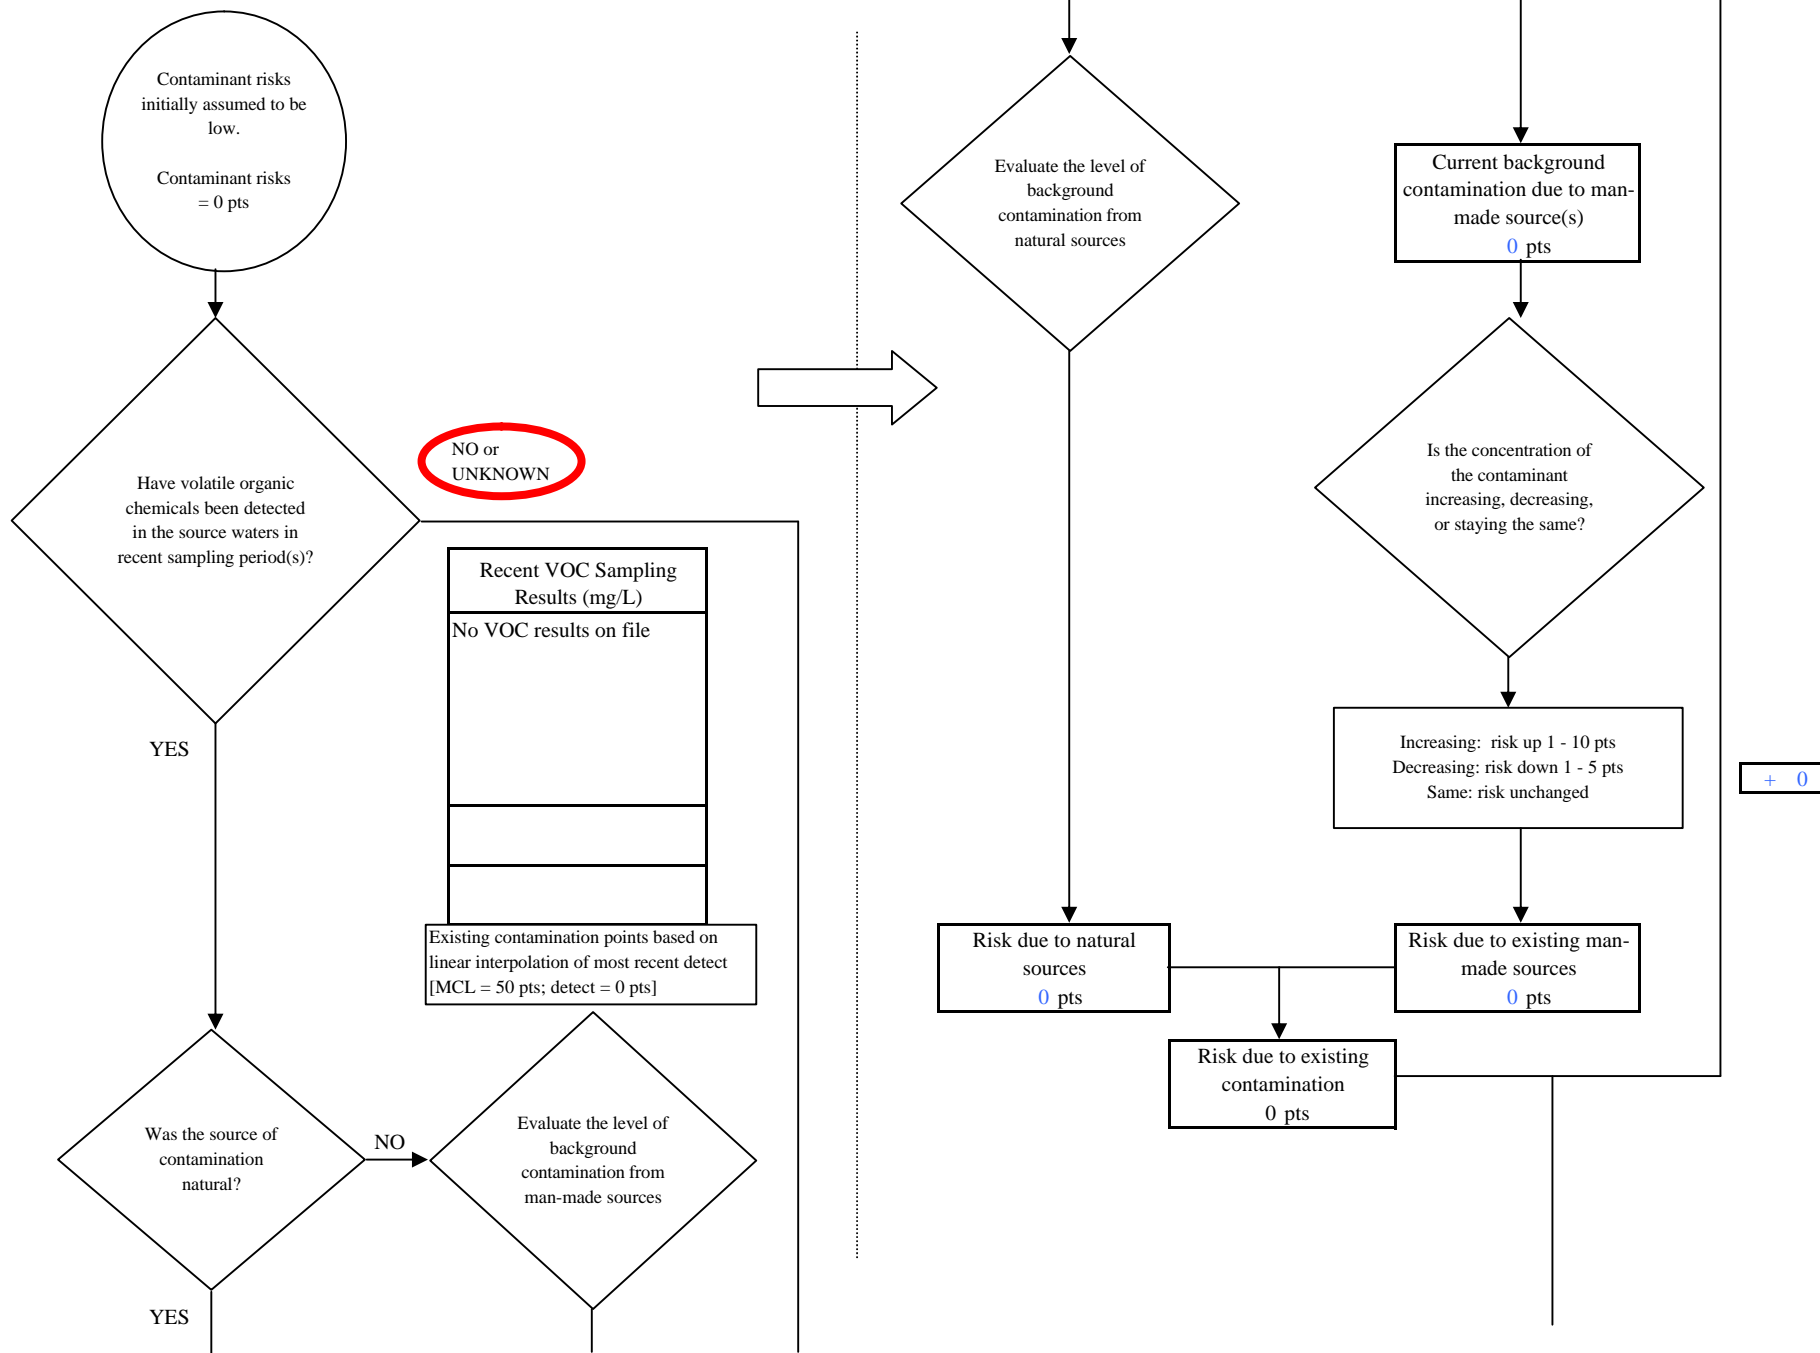 Contaminant risks
initially assumed to be
low.
Contaminant risks
= 0 pts
Have volatile organic
chemicals been detected
in the source waters in
recent sampling period(s)?
NO or
UNKNOWN
YES
Recent VOC Sampling
Results (mg/L)
No VOC results on file
Existing contamination points based on
linear interpolation of most recent detect
[MCL = 50 pts; detect = 0 pts]
Was the source of
contamination
natural?
NO
YES
Evaluate the level of
background
contamination from
man-made sources
Evaluate the level of
background
contamination from
natural sources
Current background
contamination due to man-
made source(s)
0 pts
Is the concentration of
the contaminant
increasing, decreasing,
or staying the same?
Increasing: risk up 1 - 10 pts
Decreasing: risk down 1 - 5 pts
Same: risk unchanged
+ 0
Risk due to natural
sources
0 pts
Risk due to existing man-
made sources
0 pts
Risk due to existing
contamination
0 pts